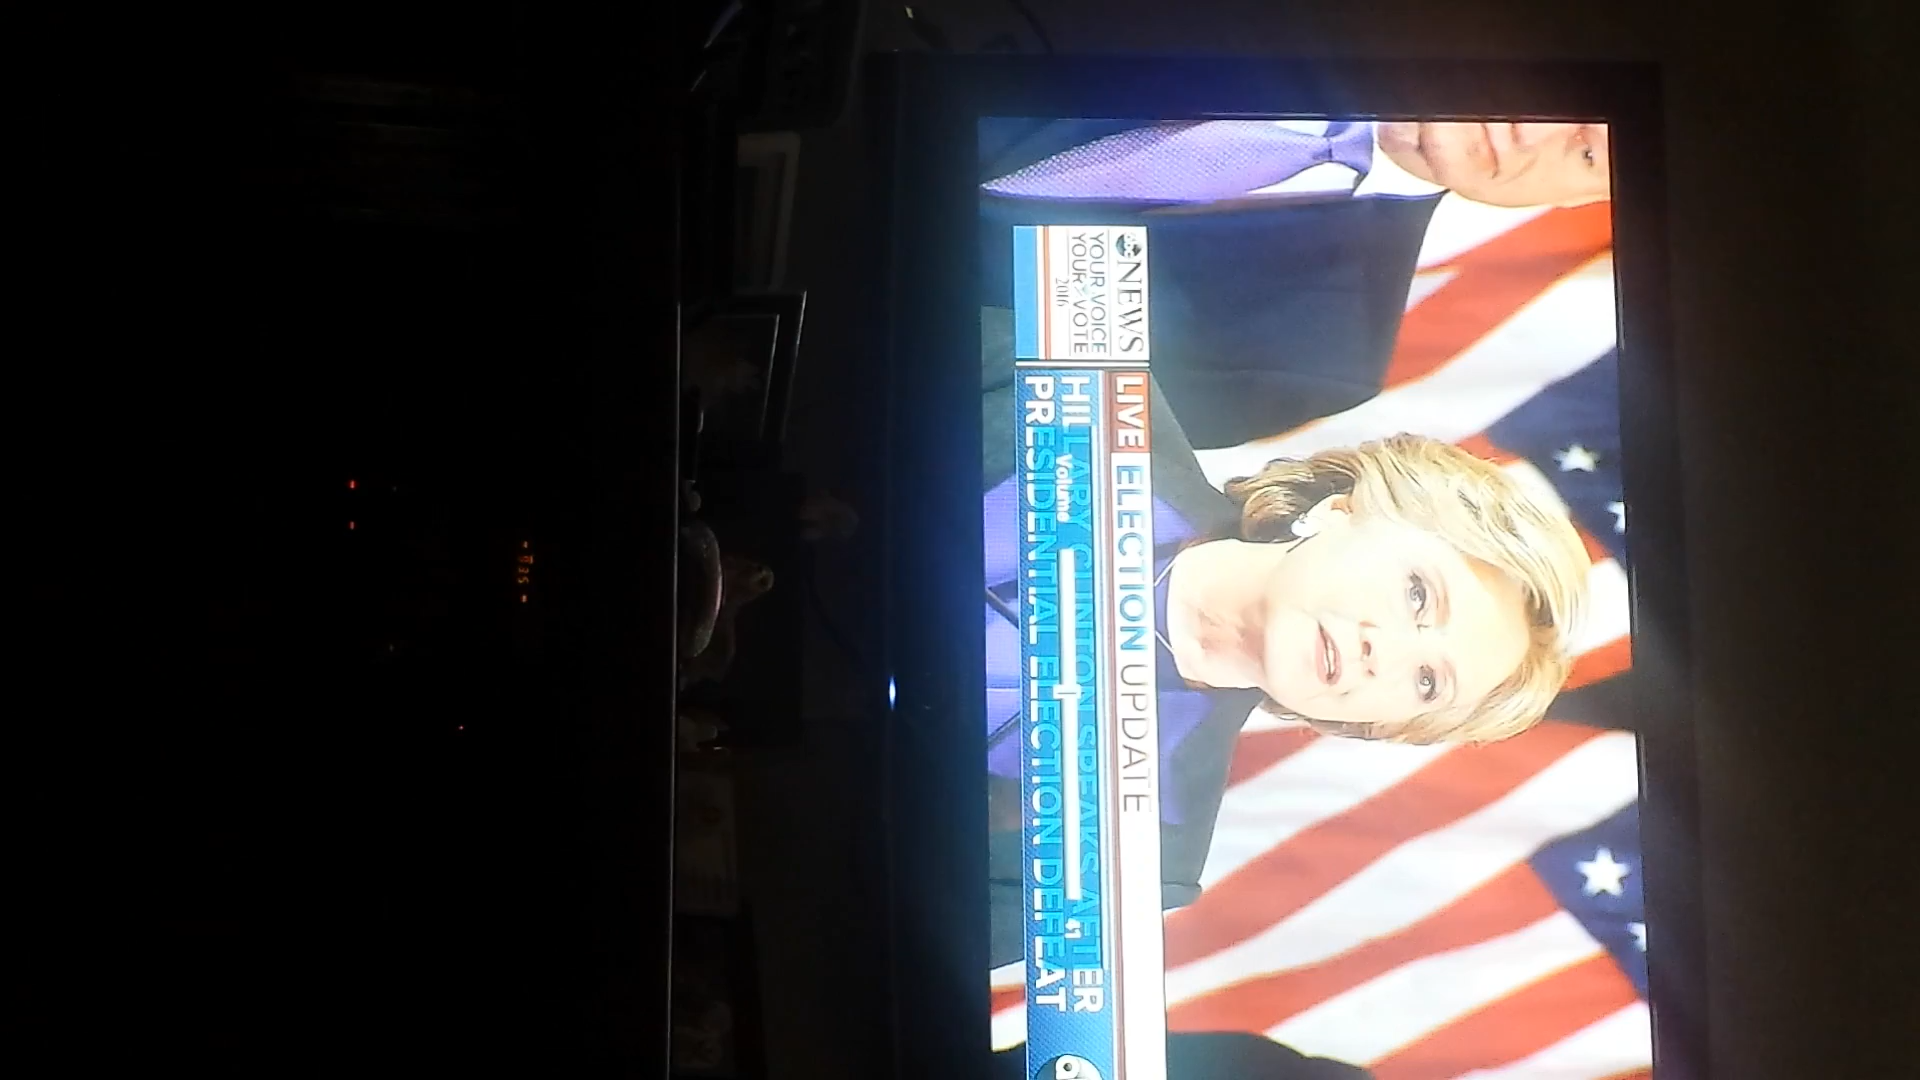 abc NEWS
YOUR VOICE
YOUR VOTE
2016
LIVE ELECTION UPDATE
HILLARY CLINTON SPEAKS AFTER
PRESIDENTIAL ELECTION DEFEAT
Volume